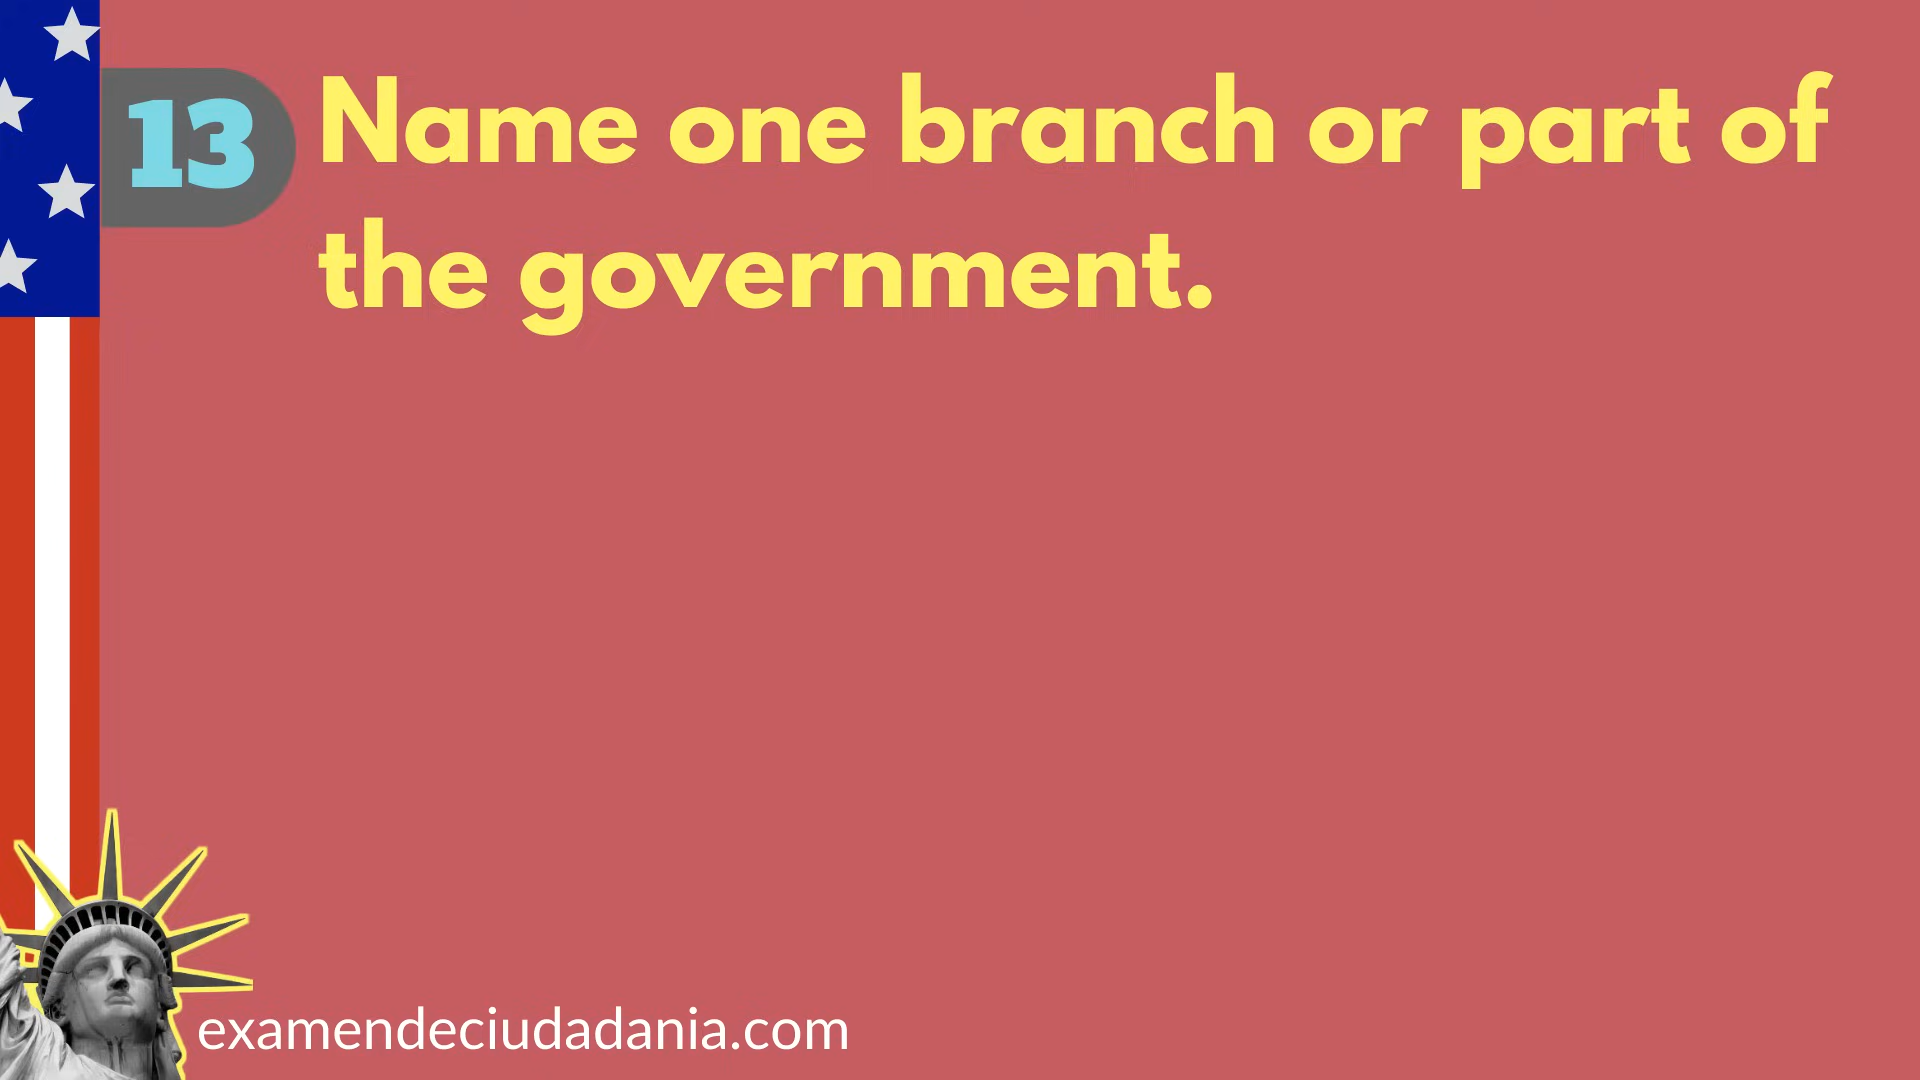 13
Name one branch or part of
the government.
examendeciudadania.com